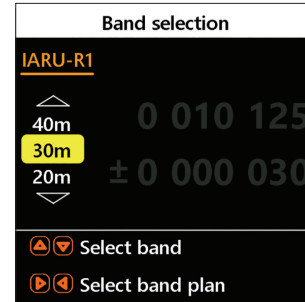 Band selection
IARU-R1
40m
0 010 125
30m
20m
±0 000 030
Select band
Select band plan